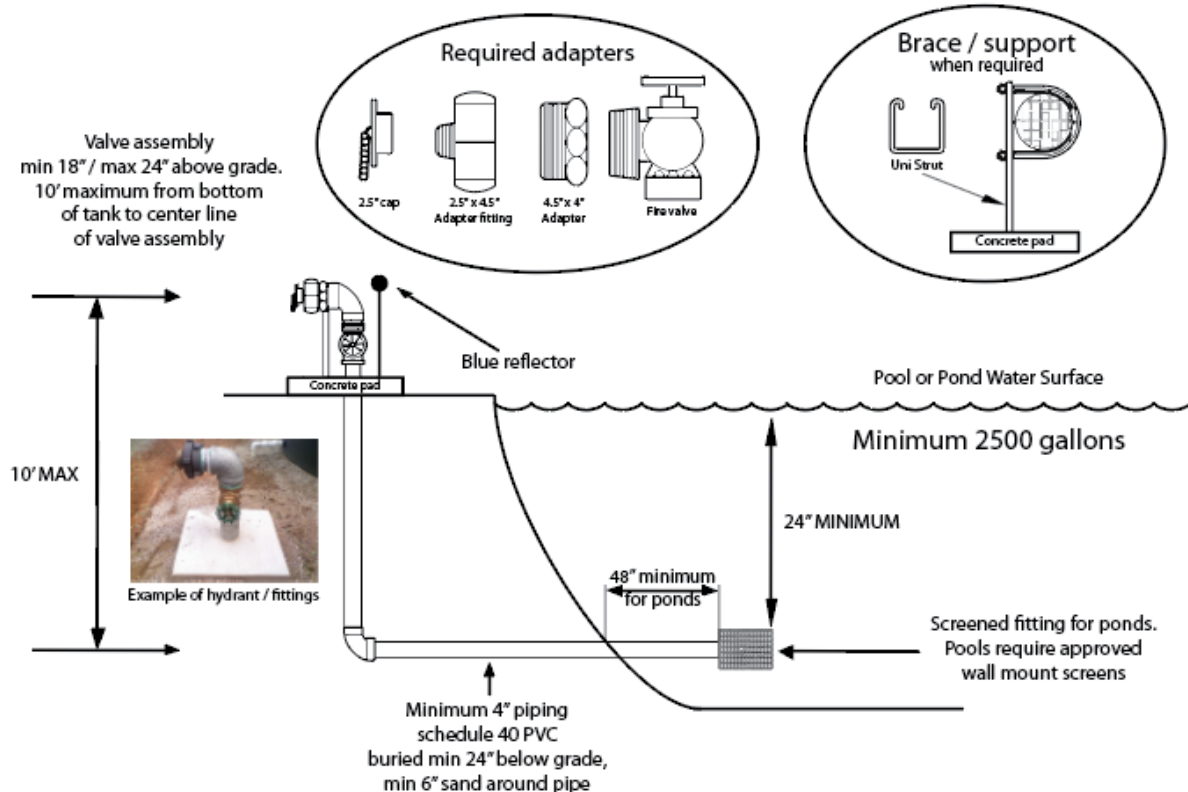 Required adapters
2.5" cap
2.5" x 4.5"
Adapter fitting
4.5" x 4"
Adapter
Fire valve
Brace / support
when required
Uni Strut
Concrete pad
Valve assembly
min 18" / max 24" above grade.
10' maximum from bottom
of tank to center line
of valve assembly
Blue reflector
Concrete pad
Pool or Pond Water Surface
Minimum 2500 gallons
10' MAX
24" MINIMUM
Example of hydrant / fittings
48" minimum
for ponds
Screened fitting for ponds.
Pools require approved
wall mount screens
Minimum 4" piping
schedule 40 PVC
buried min 24" below grade,
min 6" sand around pipe